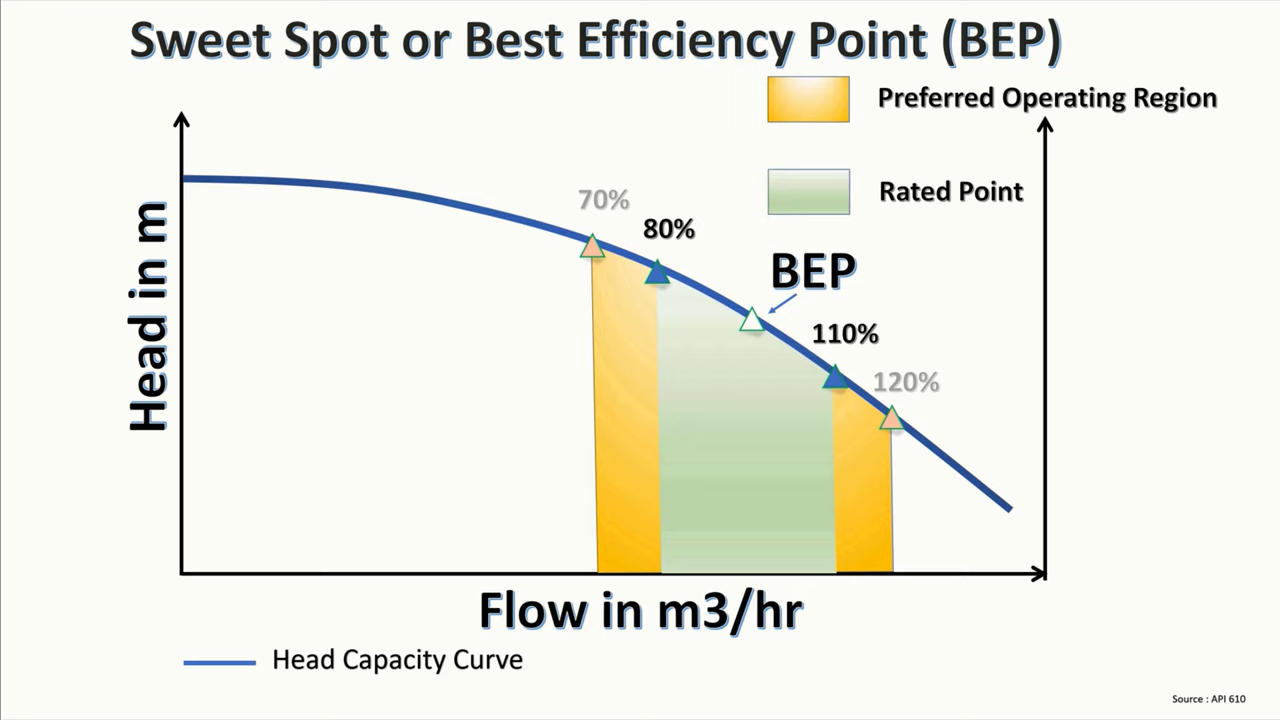 Sweet Spot or Best Efficiency Point (BEP)
Preferred Operating Region
Rated Point
70%
80%
BEP
110%
120%
Head in m
Flow in m3/hr
Head Capacity Curve
Source : API 610